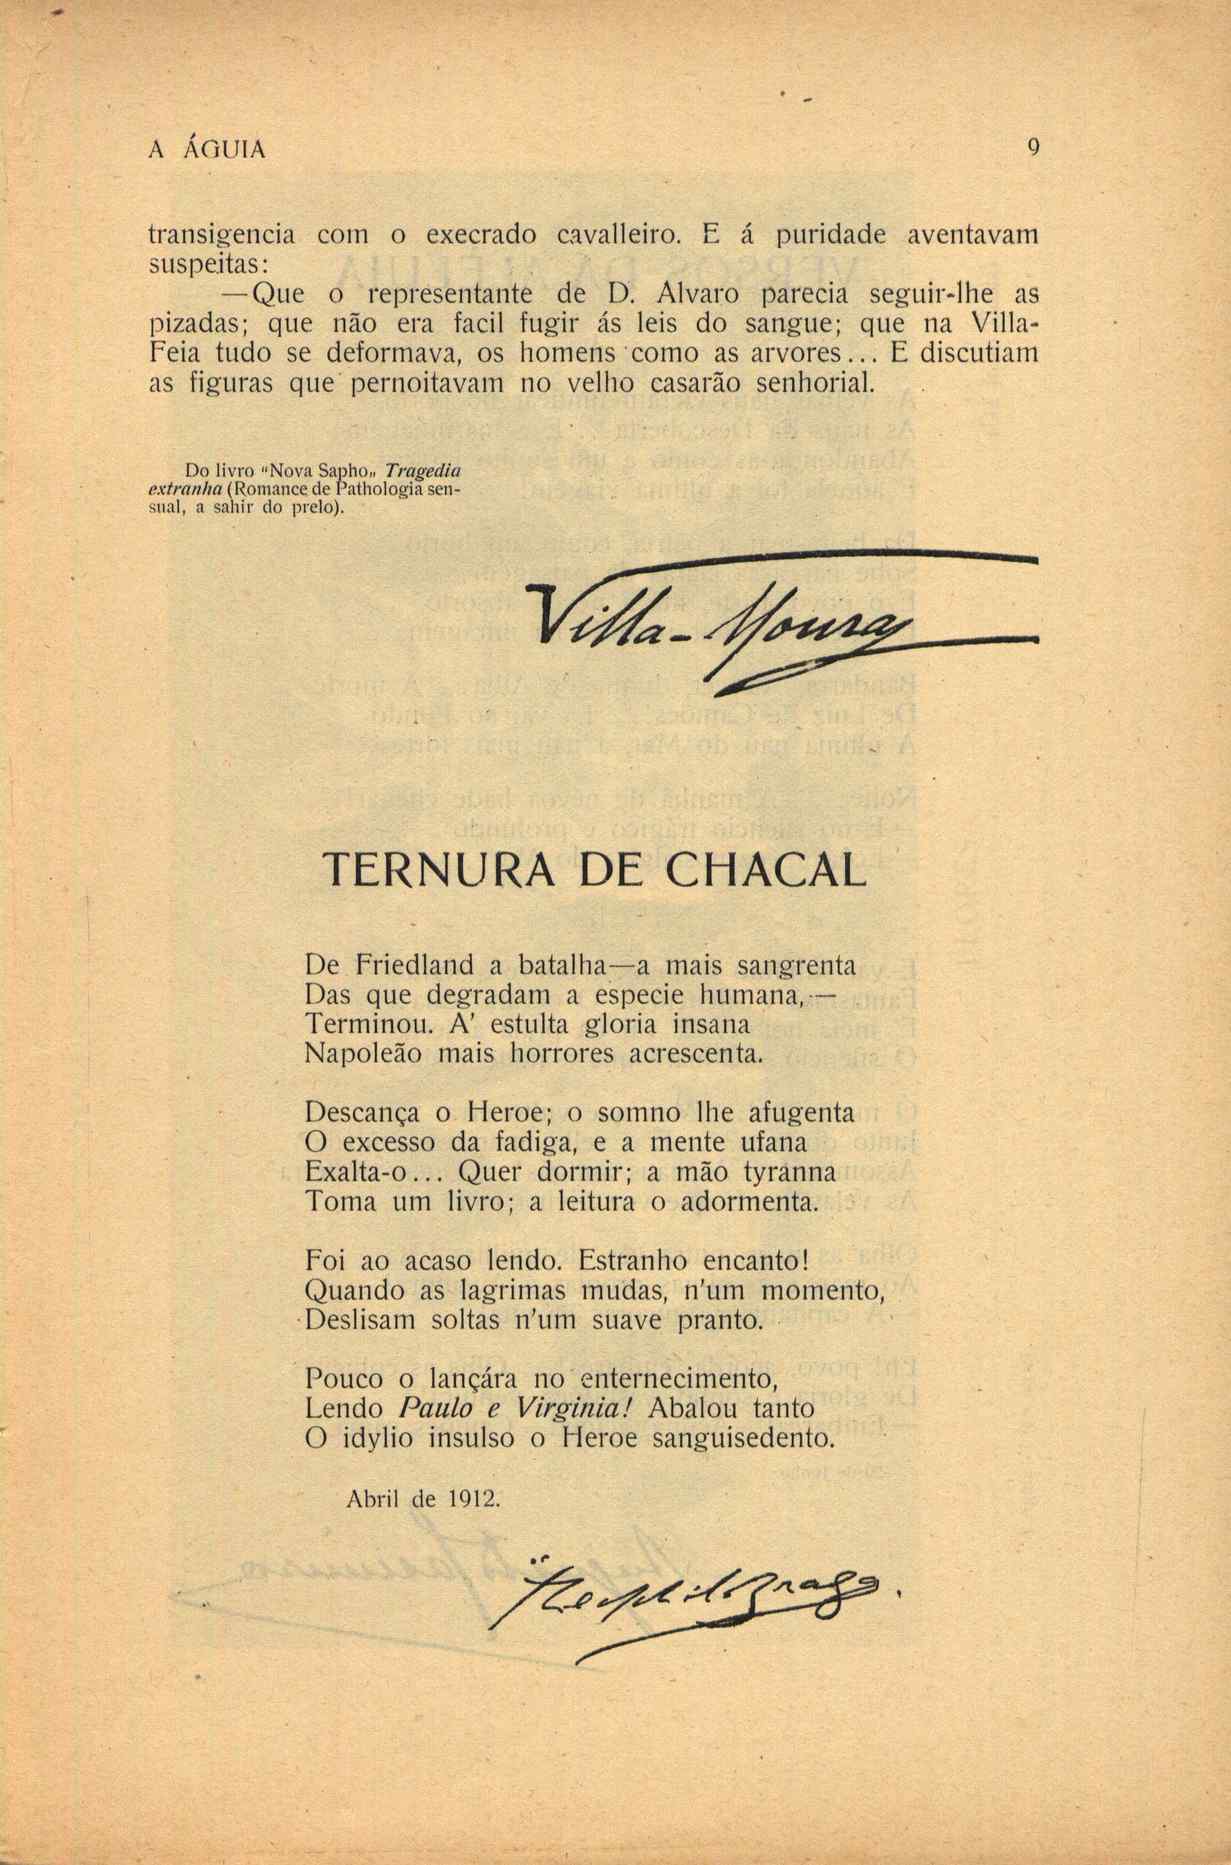 A ÁGUIA 9
transigencia com o execrado cavalleiro. E á puridade aventavam
suspeitas:
—Que o representante de D. Alvaro parecia seguir-lhe as
pizadas; que não era facil fugir ás leis do sangue; que na Villa-
Feia tudo se deformava, os homens como as arvores... E discutiam
as figuras que pernoitavam no velho casarão senhorial.
Do livro "Nova Sapho„ Tragedia
extranha (Romance de Pathologia sen-
sual, a sahir do prelo).
Villa-Moura
TERNURA DE CHACAL
De Friedland a batalha—a mais sangrenta
Das que degradam a especie humana,—
Terminou. A' estulta gloria insana
Napoleão mais horrores acrescenta.
Descança o Heroe; o somno lhe afugenta
O excesso da fadiga, e a mente ufana
Exalta-o... Quer dormir; a mão tyranna
Toma um livro; a leitura o adormenta.
Foi ao acaso lendo. Estranho encanto!
Quando as lagrimas mudas, n'um momento,
Deslisam soltas n'um suave pranto.
Pouco o lançára no enternecimento,
Lendo Paulo e Virginia! Abalou tanto
O idylio insulso o Heroe sanguisedento.
Abril de 1912.
Theophilo Braga.